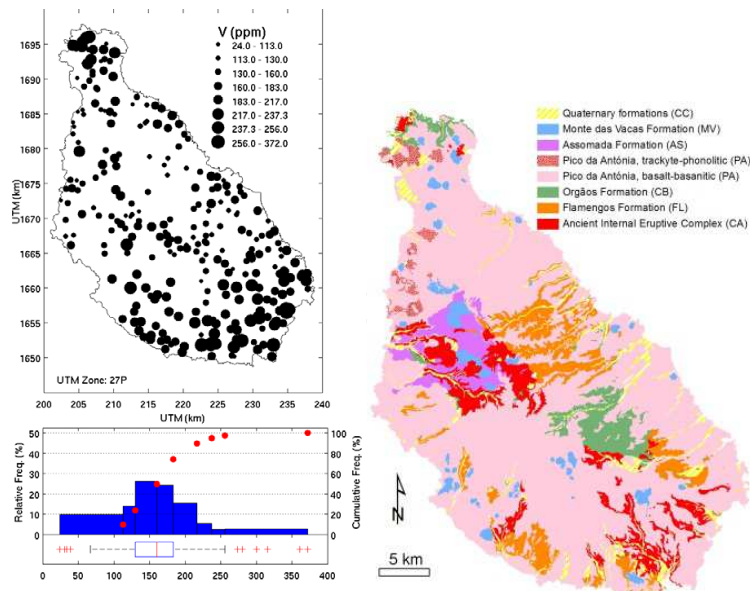 V (ppm)
24.0 - 113.0
113.0 - 130.0
130.0 - 160.0
160.0 - 183.0
183.0 - 217.0
217.0 - 237.3
237.3 - 256.0
256.0 - 372.0
1695
1690
1685
1680
1675
1670
1665
1660
1655
1650
UTM (km)
UTM Zone: 27P
200 205 210 215 220 225 230 235 240
UTM (km)
50 40 30 20 10 0
Relative Freq. (%)
100 80 60 40 20 0
Cumulative Freq. (%)
0 50 100 150 200 250 300 350 400
Quaternary formations (CC)
Monte das Vacas Formation (MV)
Assomada Formation (AS)
Pico da Antónia, trackyte-phonolitic (PA)
Pico da Antónia, basalt-basanitic (PA)
Orgãos Formation (CB)
Flamengos Formation (FL)
Ancient Internal Eruptive Complex (CA)
N
5 km